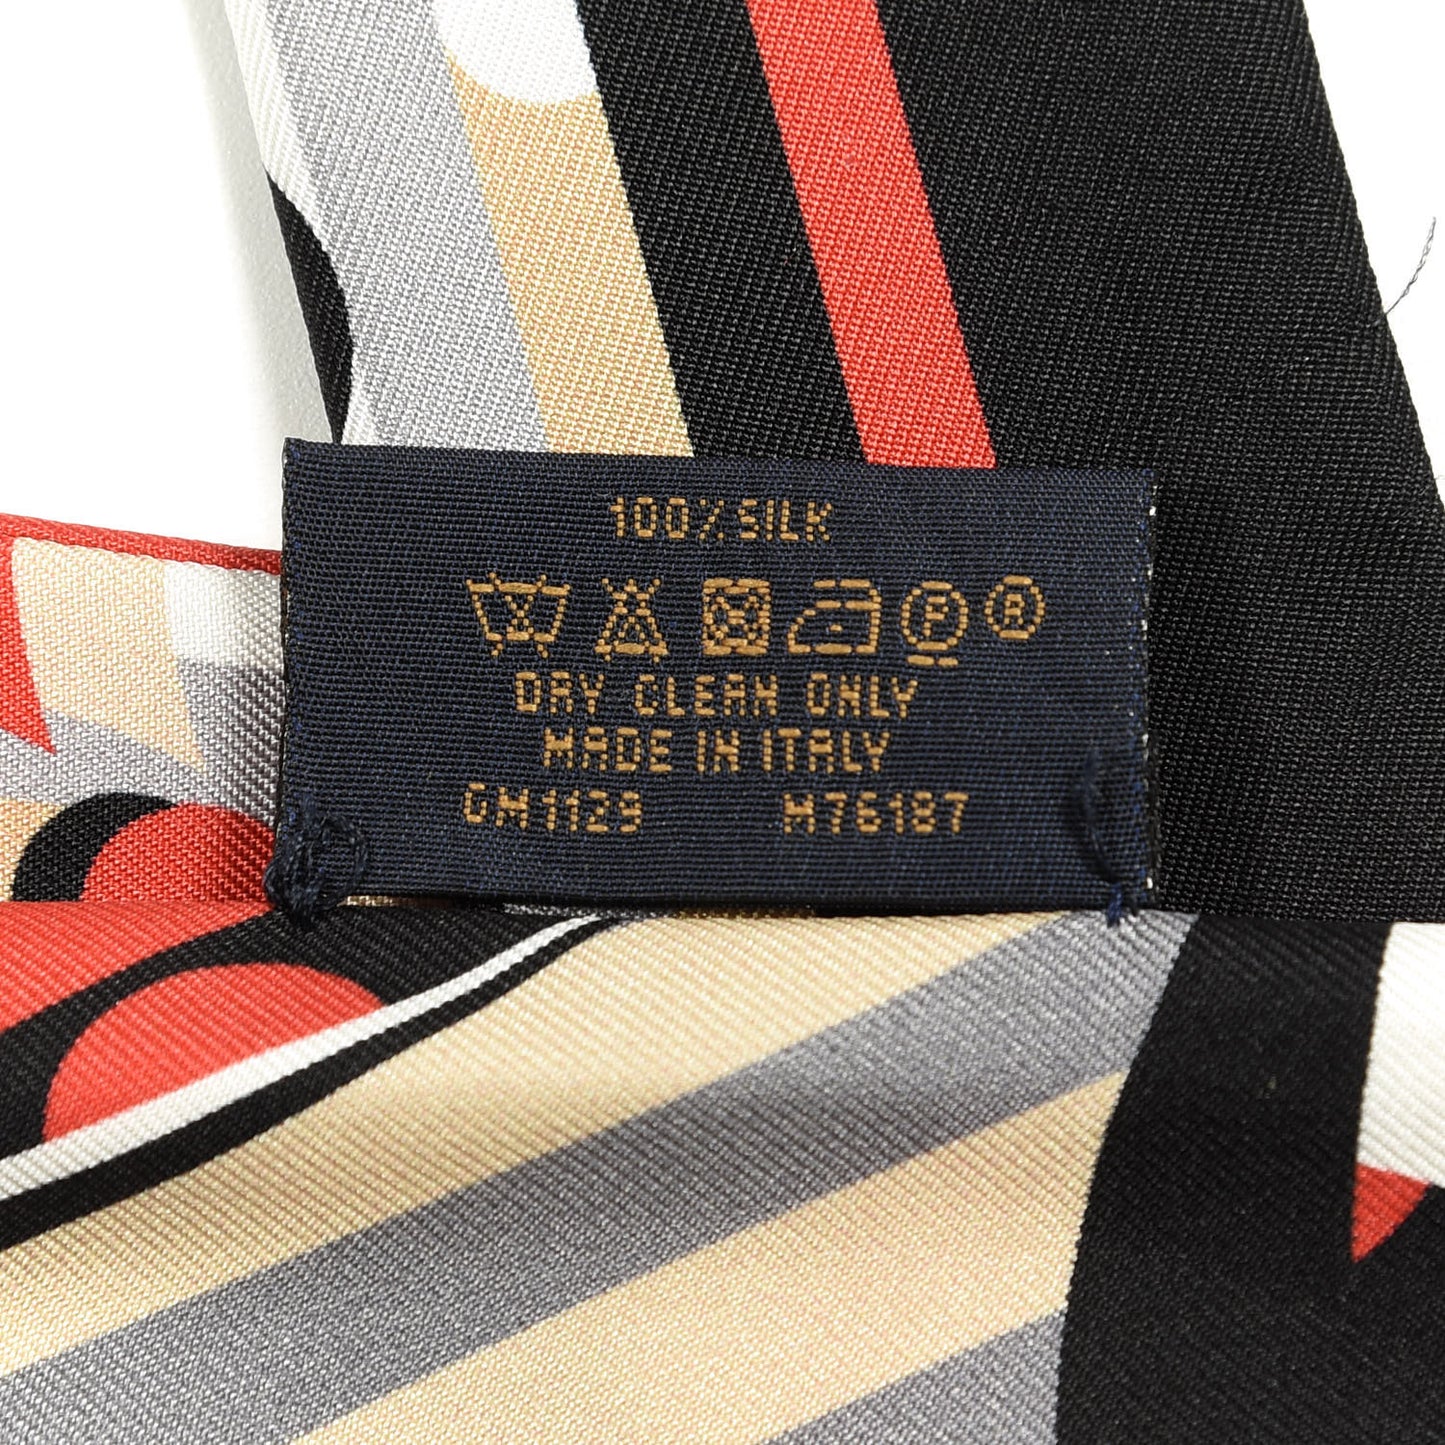 100% SILK
P R
DRY CLEAN ONLY
MADE IN ITALY
GM1129 M76187